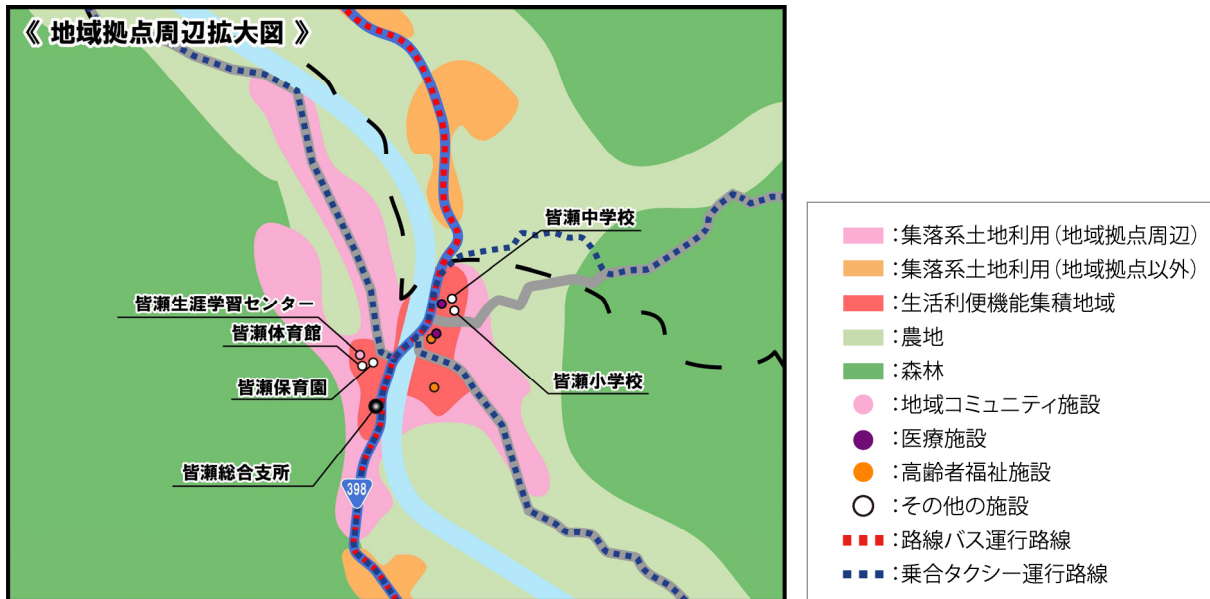 《 地域拠点周辺拡大図 》
皆瀬中学校
皆瀬生涯学習センター
皆瀬体育館
皆瀬保育園
皆瀬小学校
皆瀬総合支所
398
:集落系土地利用(地域拠点周辺)
:集落系土地利用(地域拠点以外)
:生活利便機能集積地域
:農地
:森林
:地域コミュニティ施設
:医療施設
:高齢者福祉施設
:その他の施設
:路線バス運行路線
:乗合タクシー運行路線